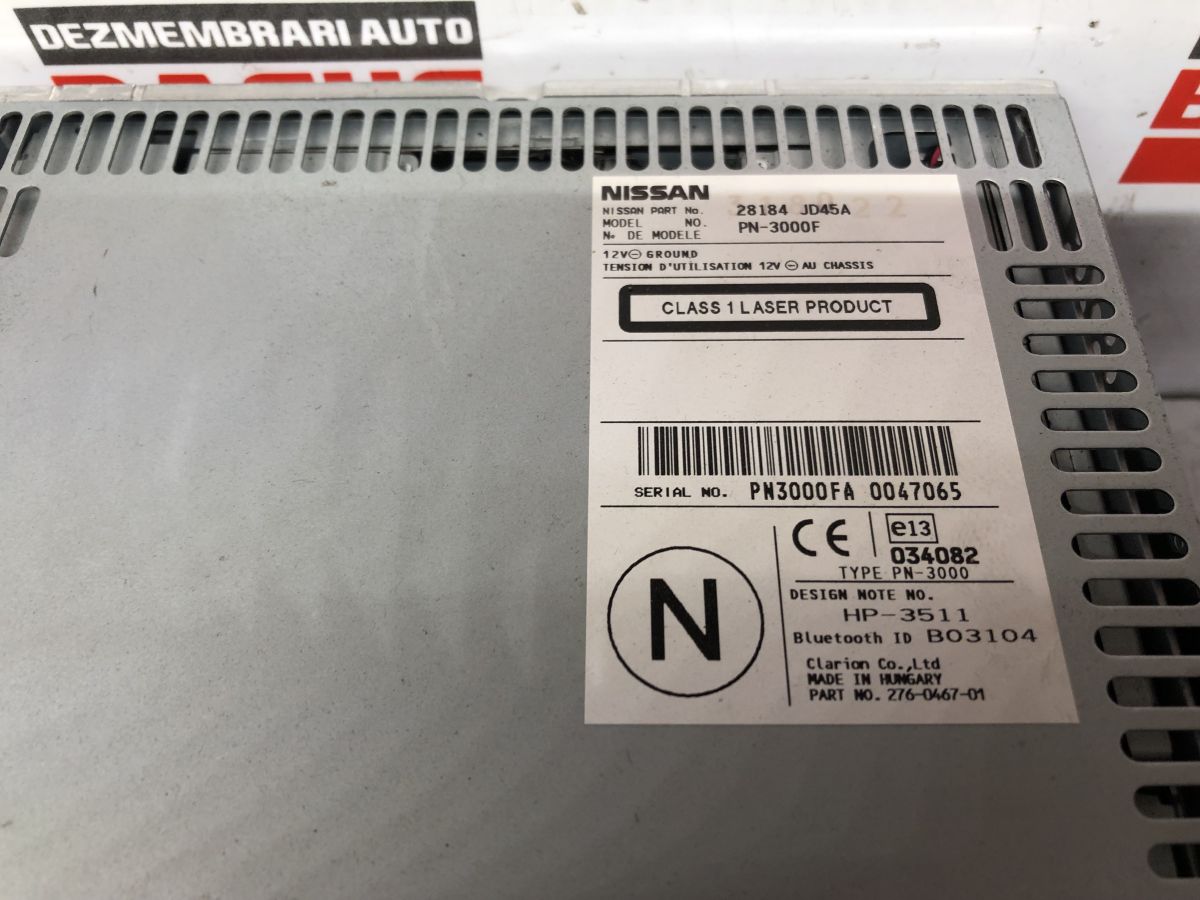 DEZMEMBRARI AUTO
NISSAN
NISSAN PART No. 28184 JD45A
MODEL NO. PN-3000F
No DE MODELE
12V⊖ GROUND
TENSION D'UTILISATION 12V ⊖ AU CHASSIS
CLASS 1 LASER PRODUCT
SERIAL NO. PN3000FA 0047065
N
CE e13
034082
TYPE PN-3000
DESIGN NOTE NO.
HP-3511
Bluetooth ID B03104
Clarion Co.,Ltd
MADE IN HUNGARY
PART NO. 276-0467-01